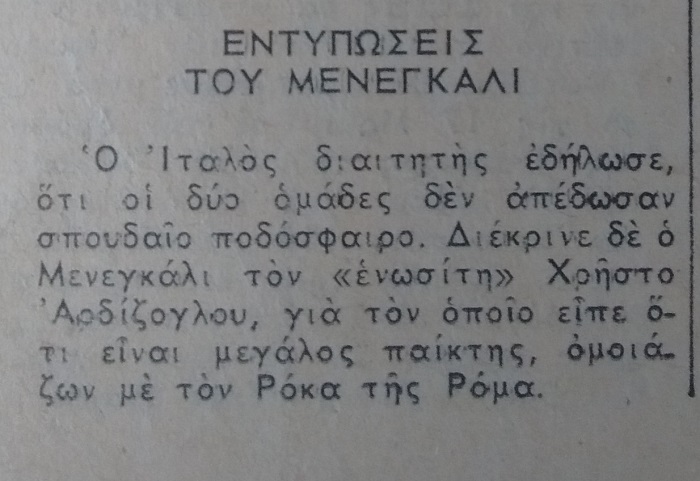 ΕΝΤΥΠΩΣΕΙΣ
ΤΟΥ ΜΕΝΕΓΚΑΛΙ
Ὁ Ἰταλὸς διαιτητὴς ἐδήλωσε,
ὅτι οἱ δύο ὁμάδες δὲν ἀπέδωσαν
σπουδαῖο ποδόσφαιρο. Διέκρινε δὲ ὁ
Μενεγκάλι τὸν «ἑνωσίτη» Χρῆστο
Ἀρδίζογλου, γιὰ τὸν ὁποῖο εἶπε ὅ-
τι εἶναι μεγάλος παίκτης, ὁμοιά-
ζων μὲ τὸν Ρόκα τῆς Ρόμα.